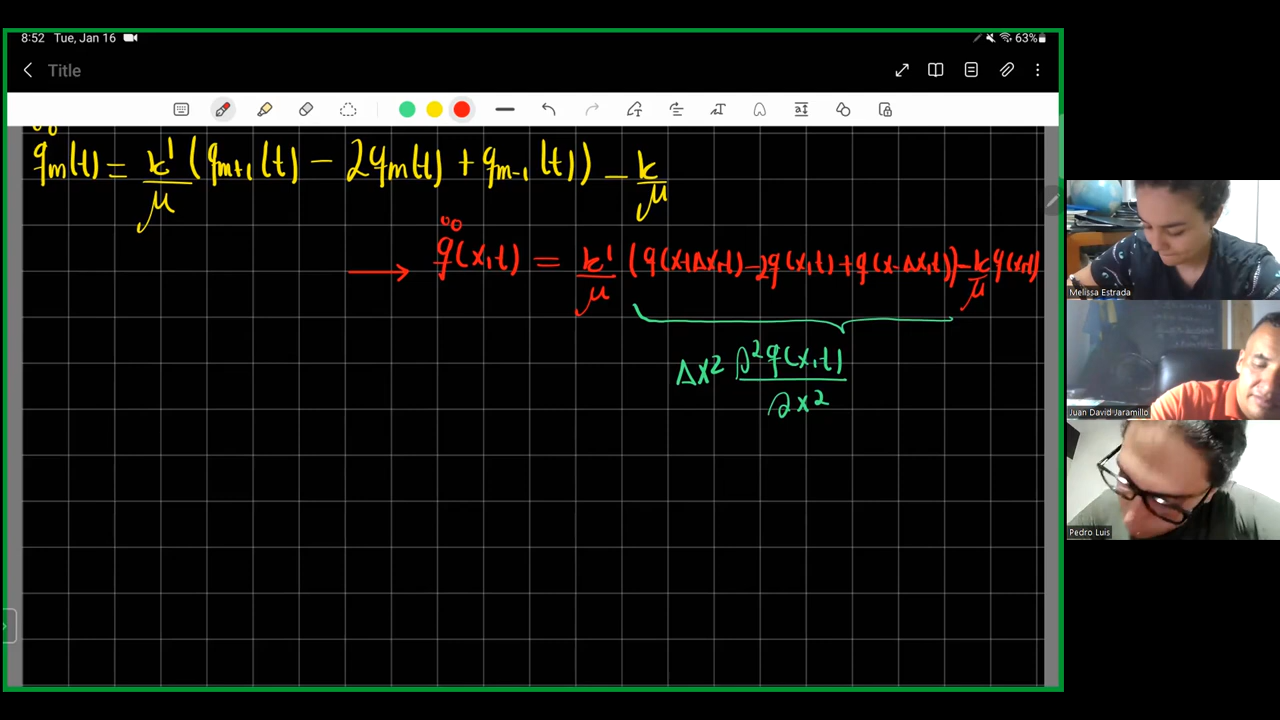 8:52 Tue, Jan 16 63%
Title
q̈m(t) = k'/μ (qm+1(t) − 2qm(t) + qm-1(t)) − k/μ
→ q̈(x,t) = k'/μ (q(x+Δx,t) − 2q(x,t) + q(x-Δx,t)) − k/μ q(x,t)
Δx² ∂²q(x,t)/∂x²
Melissa Estrada
Juan David Jaramillo
Pedro Luis